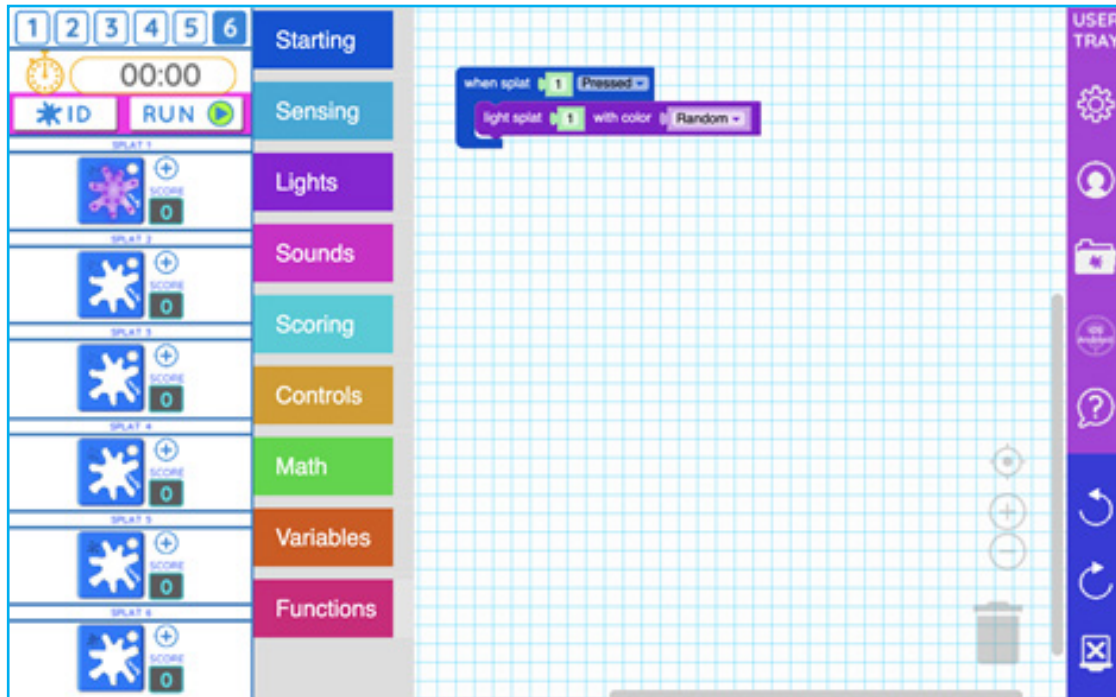 1 2 3 4 5 6
00:00
ID RUN
SPLAT 1
SCORE
0
SPLAT 2
SCORE
0
SPLAT 3
SCORE
0
SPLAT 4
SCORE
0
SPLAT 5
SCORE
0
SPLAT 6
SCORE
0
Starting
Sensing
Lights
Sounds
Scoring
Controls
Math
Variables
Functions
when splat 1 Pressed
light splat 1 with color Random
USER
TRAY